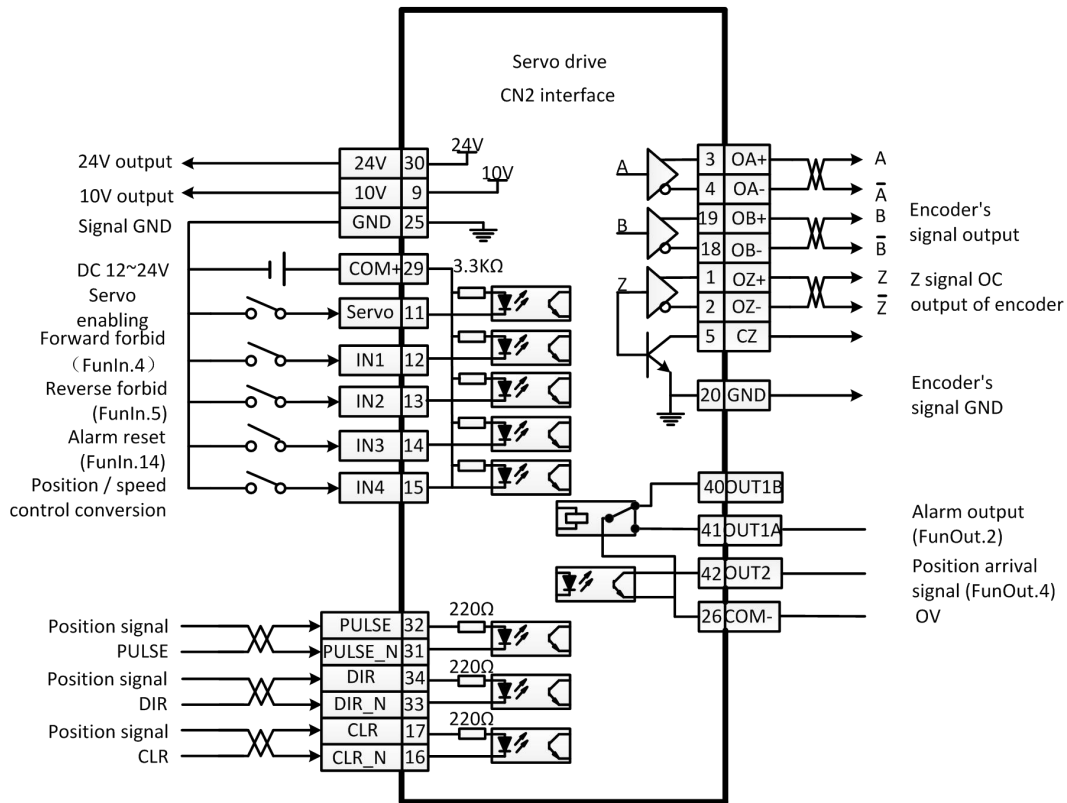 Servo drive
CN2 interface
24V output
24V
30
24V
10V output
10V
9
10V
Signal GND
GND
25
DC 12~24V
COM+
29
3.3KΩ
Servo
enabling
Servo
11
Forward forbid
(FunIn.4)
IN1
12
Reverse forbid
(FunIn.5)
IN2
13
Alarm reset
(FunIn.14)
IN3
14
Position / speed
control conversion
IN4
15
Position signal
PULSE
PULSE
32
220Ω
PULSE_N
31
Position signal
DIR
DIR
34
220Ω
DIR_N
33
Position signal
CLR
CLR
17
220Ω
CLR_N
16
A
3
OA+
A
4
OA-
A̅
B
19
OB+
B
18
OB-
B̅
Encoder's
signal output
Z
1
OZ+
Z
2
OZ-
Z̅
Z signal OC
output of encoder
5
CZ
20
GND
Encoder's
signal GND
40
OUT1B
41
OUT1A
Alarm output
(FunOut.2)
42
OUT2
Position arrival
signal (FunOut.4)
26
COM-
OV